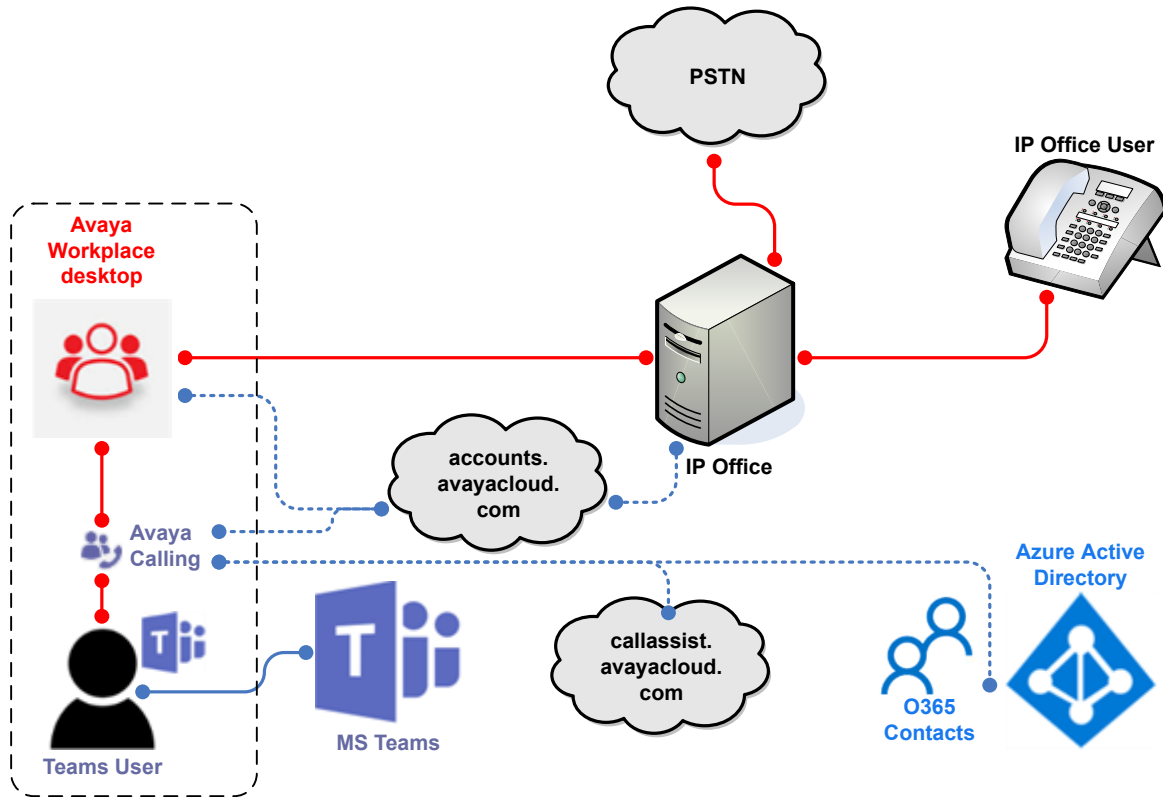 PSTN
IP Office User
Avaya
Workplace
desktop
IP Office
accounts.
avayacloud.
com
Avaya
Calling
Azure Active
Directory
T
T
callassist.
avayacloud.
com
O365
Contacts
MS Teams
Teams User